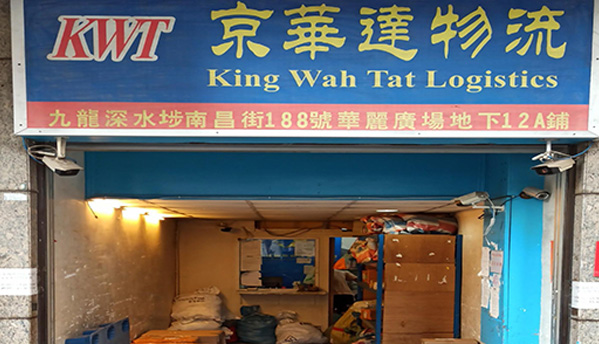 KWT
京華達物流
King Wah Tat Logistics
九龍深水埗南昌街188號華麗廣場地下12A鋪